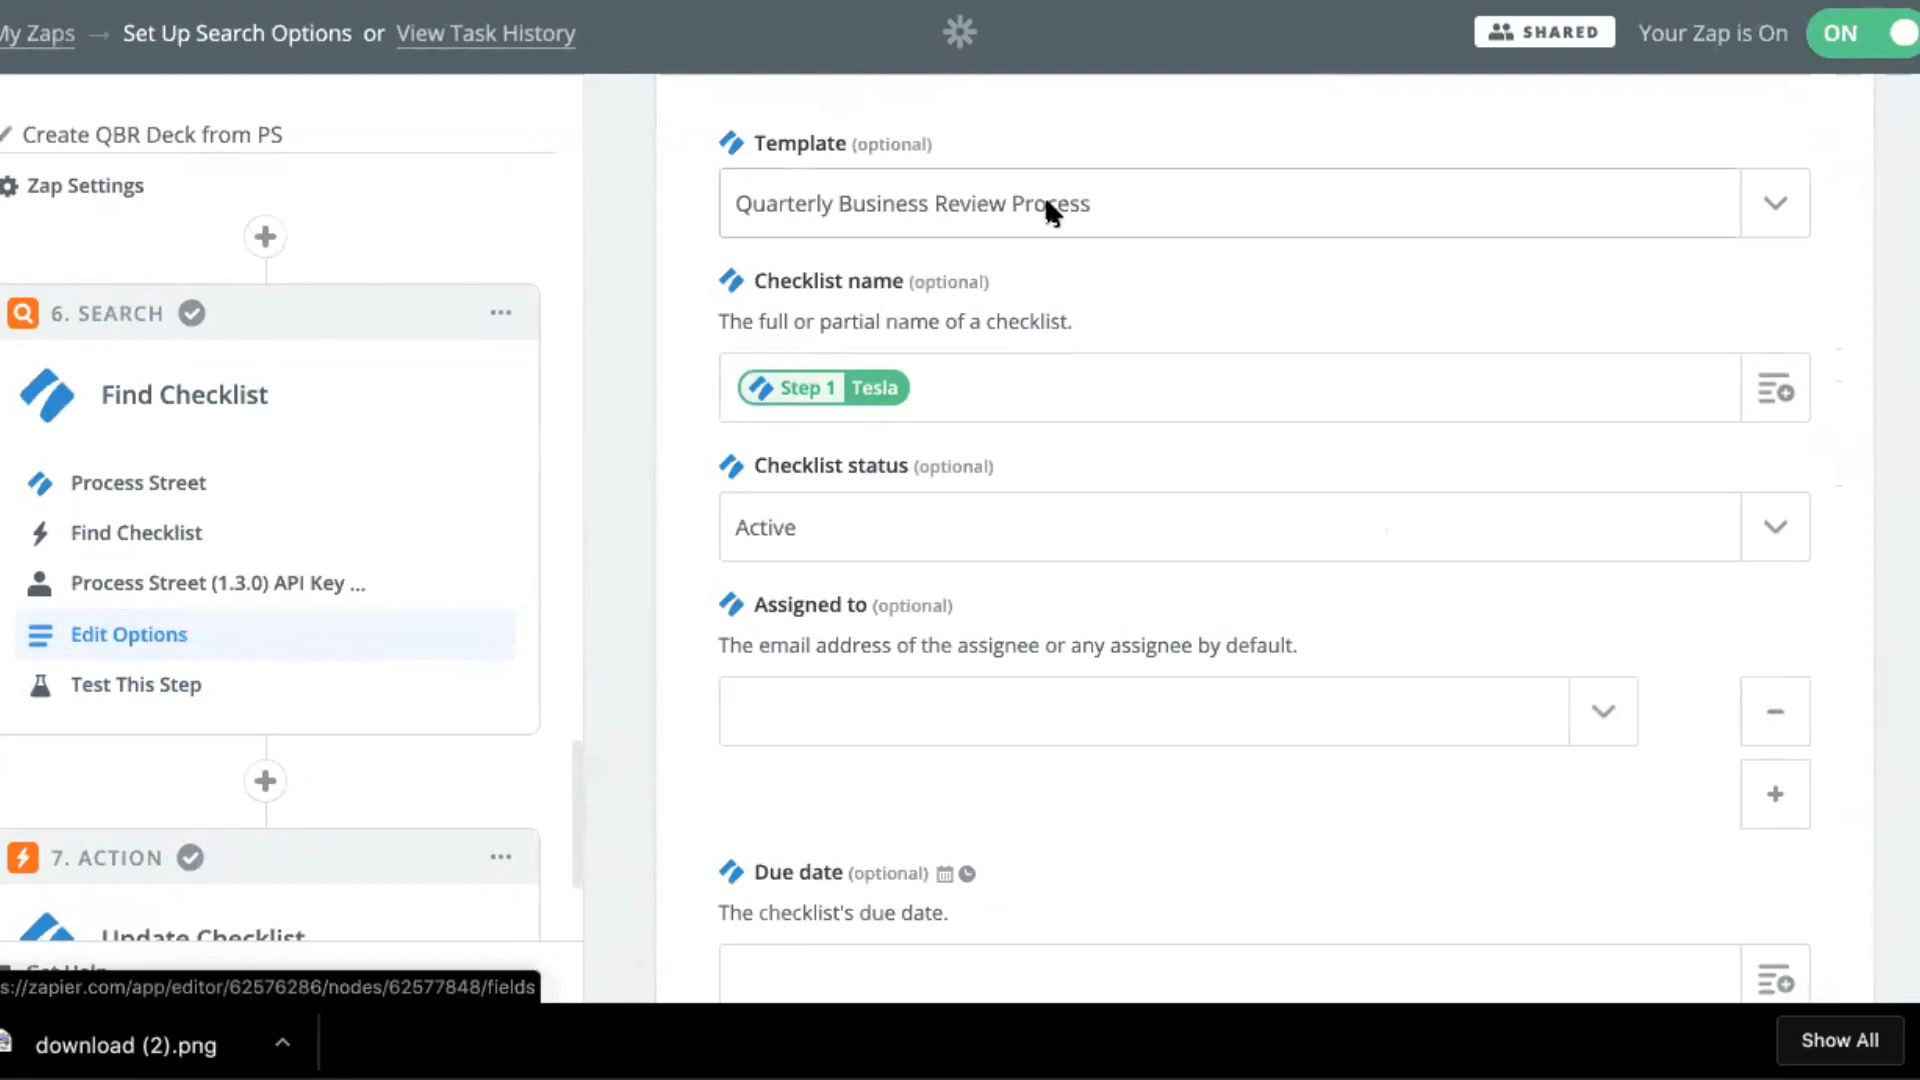 My Zaps → Set Up Search Options or View Task History
SHARED
Your Zap is On
ON
Create QBR Deck from PS
Zap Settings
6. SEARCH
Find Checklist
Process Street
Find Checklist
Process Street (1.3.0) API Key ...
Edit Options
Test This Step
7. ACTION
Update Checklist
Get Help
s://zapier.com/app/editor/62576286/nodes/62577848/fields
Template (optional)
Quarterly Business Review Process
Checklist name (optional)
The full or partial name of a checklist.
Step 1 Tesla
Checklist status (optional)
Active
Assigned to (optional)
The email address of the assignee or any assignee by default.
Due date (optional)
The checklist's due date.
download (2).png
Show All